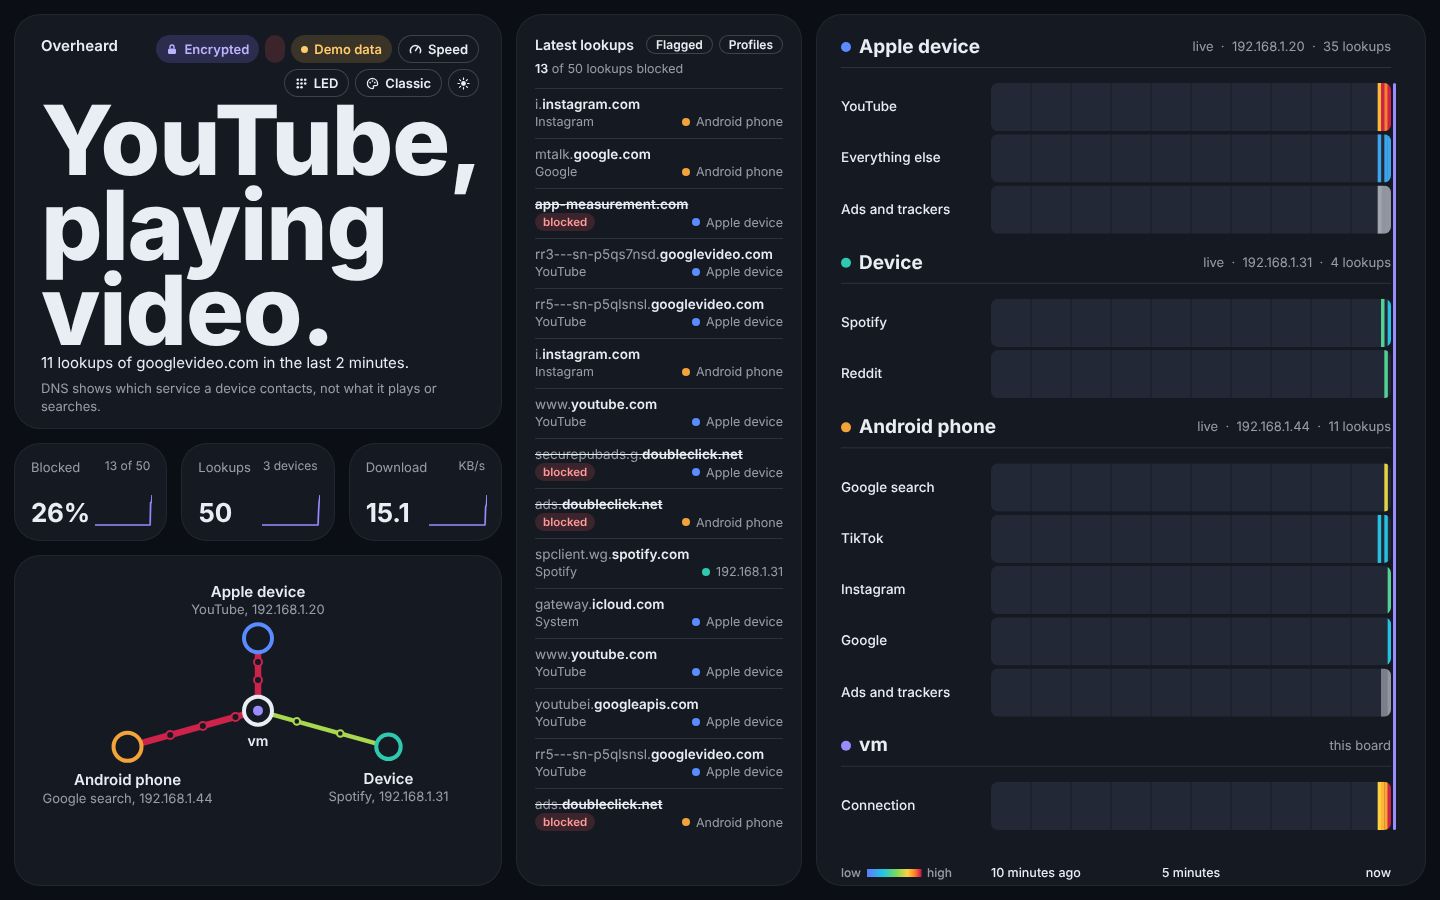 Overheard
Encrypted
Demo data
Speed
LED
Classic
YouTube,
playing
video.
11 lookups of googlevideo.com in the last 2 minutes.
DNS shows which service a device contacts, not what it plays or
searches.
Blocked 13 of 50
26%
Lookups 3 devices
50
Download KB/s
15.1
Apple device
YouTube, 192.168.1.20
vm
Android phone
Google search, 192.168.1.44
Device
Spotify, 192.168.1.31
Latest lookups Flagged Profiles
13 of 50 lookups blocked
i.instagram.com
Instagram Android phone
mtalk.google.com
Google Android phone
app-measurement.com
blocked Apple device
rr3---sn-p5qs7nsd.googlevideo.com
YouTube Apple device
rr5---sn-p5qlsnsl.googlevideo.com
YouTube Apple device
i.instagram.com
Instagram Android phone
www.youtube.com
YouTube Apple device
securepubads.g.doubleclick.net
blocked Apple device
ads.doubleclick.net
blocked Android phone
spclient.wg.spotify.com
Spotify 192.168.1.31
gateway.icloud.com
System Apple device
www.youtube.com
YouTube Apple device
youtubei.googleapis.com
YouTube Apple device
rr5---sn-p5qlsnsl.googlevideo.com
YouTube Apple device
ads.doubleclick.net
blocked Android phone
Apple device live · 192.168.1.20 · 35 lookups
YouTube
Everything else
Ads and trackers
Device live · 192.168.1.31 · 4 lookups
Spotify
Reddit
Android phone live · 192.168.1.44 · 11 lookups
Google search
TikTok
Instagram
Google
Ads and trackers
vm this board
Connection
low high 10 minutes ago 5 minutes now